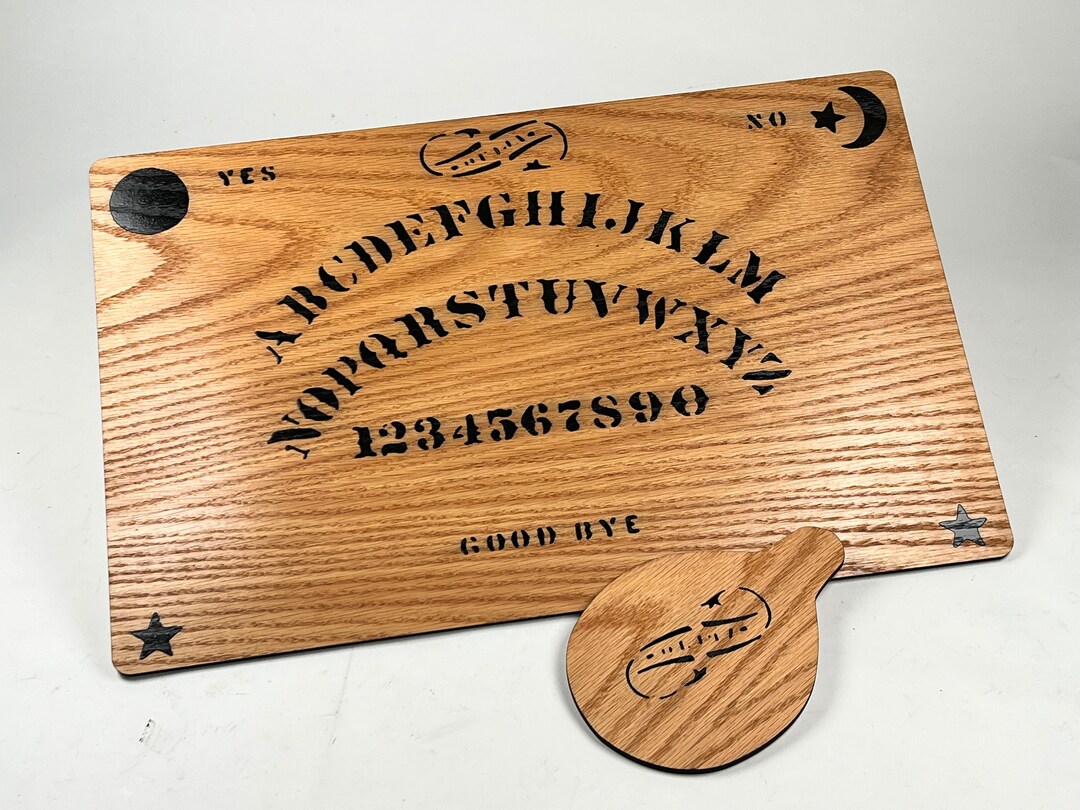 YES
NO
ABCDEFGHIJKLM
NOPQRSTUVWXYZ
1234567890
GOOD BYE